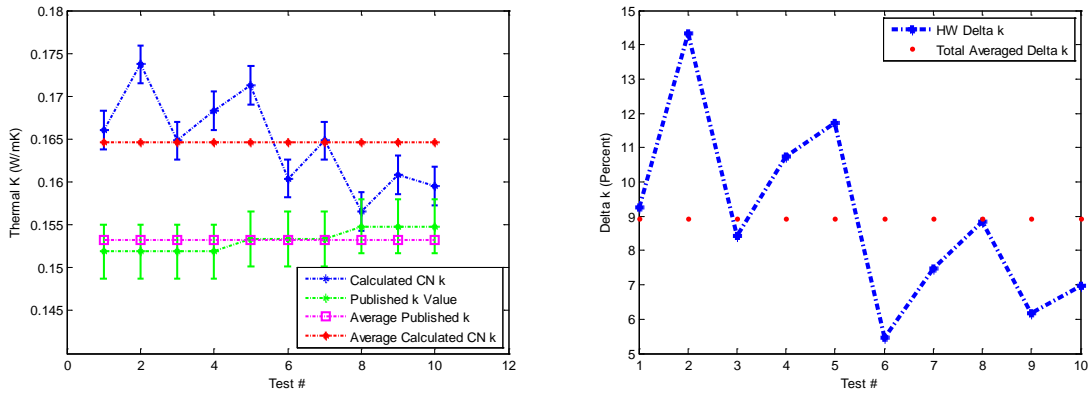 0.18
0.175
0.17
0.165
0.16
0.155
0.15
0.145
Thermal K (W/mK)
Calculated CN k
Published k Value
Average Published k
Average Calculated CN k
0 2 4 6 8 10 12
Test #
15
14
13
12
11
10
9
8
7
6
5
Delta k (Percent)
HW Delta k
Total Averaged Delta k
1 2 3 4 5 6 7 8 9 10
Test #